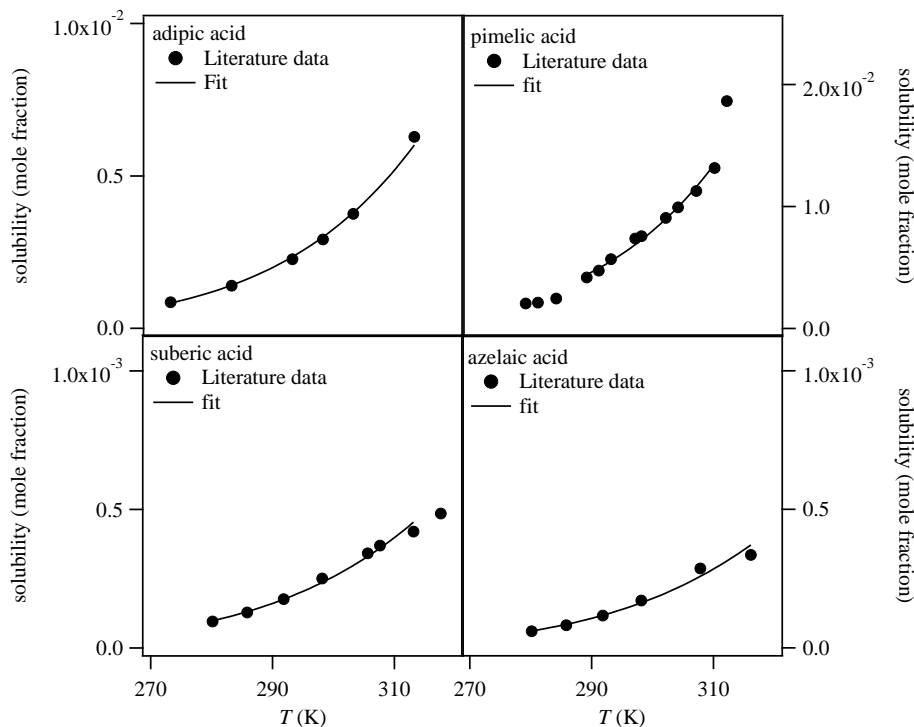 1.0x10⁻²
adipic acid
Literature data
Fit
0.5
0.0
solubility (mole fraction)
pimelic acid
Literature data
fit
2.0x10⁻²
1.0
0.0
solubility (mole fraction)
suberic acid
Literature data
fit
1.0x10⁻³
0.5
0.0
solubility (mole fraction)
270 290 310
T (K)
azelaic acid
Literature data
fit
1.0x10⁻³
0.5
0.0
solubility (mole fraction)
270 290 310
T (K)